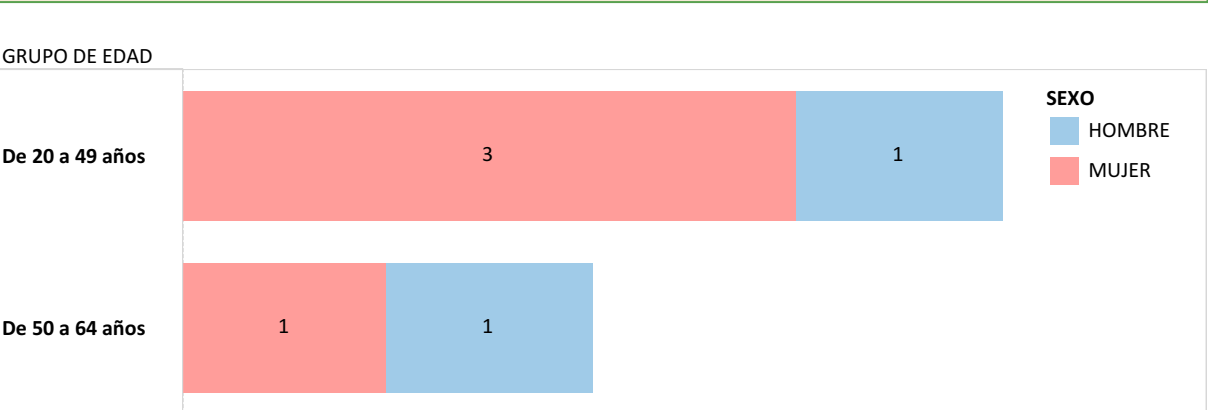 GRUPO DE EDAD
SEXO
HOMBRE
MUJER
De 20 a 49 años
3
1
De 50 a 64 años
1
1